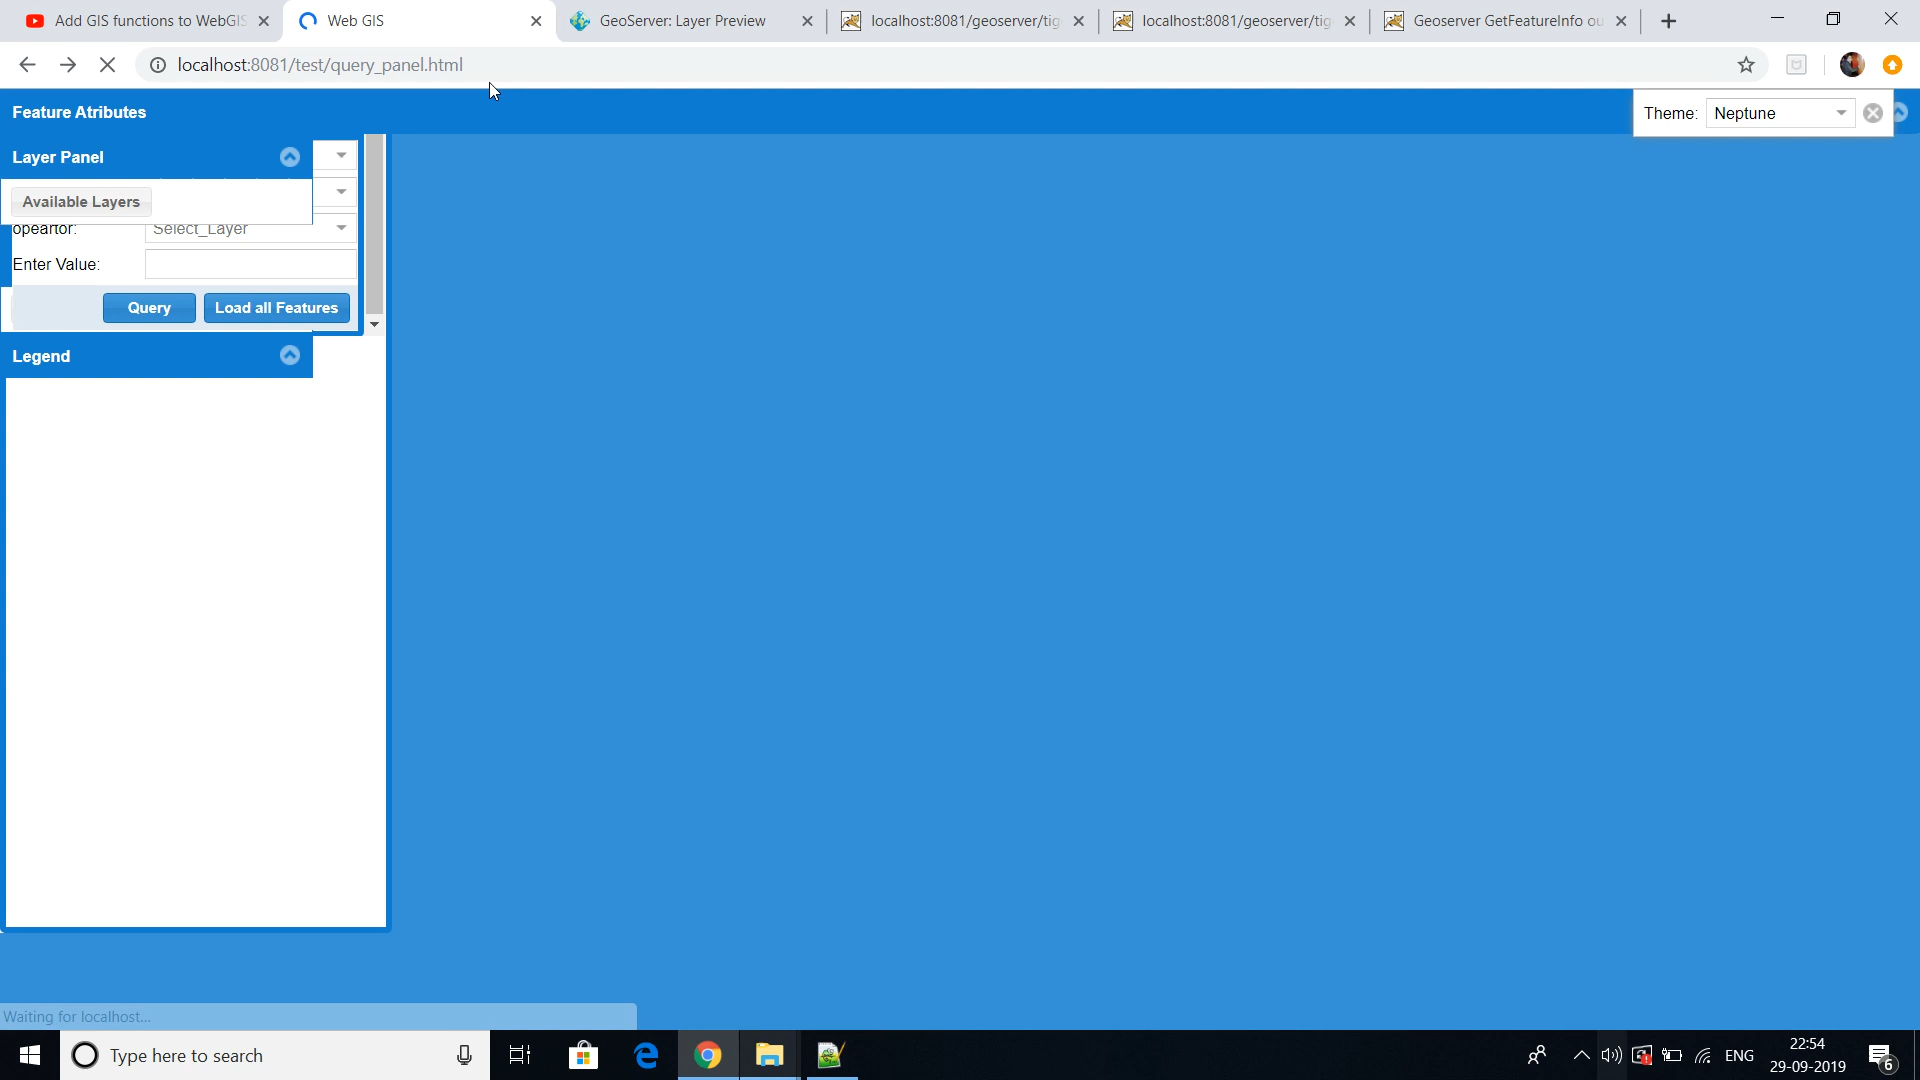 Add GIS functions to WebGIS
Web GIS
GeoServer: Layer Preview
localhost:8081/geoserver/tig
localhost:8081/geoserver/tig
Geoserver GetFeatureInfo ou
localhost:8081/test/query_panel.html
Feature Atributes
Theme: Neptune
Layer Panel
Available Layers
opeartor: Select_Layer
Enter Value:
Query Load all Features
Legend
Waiting for localhost...
Type here to search
ENG
22:54
29-09-2019
6